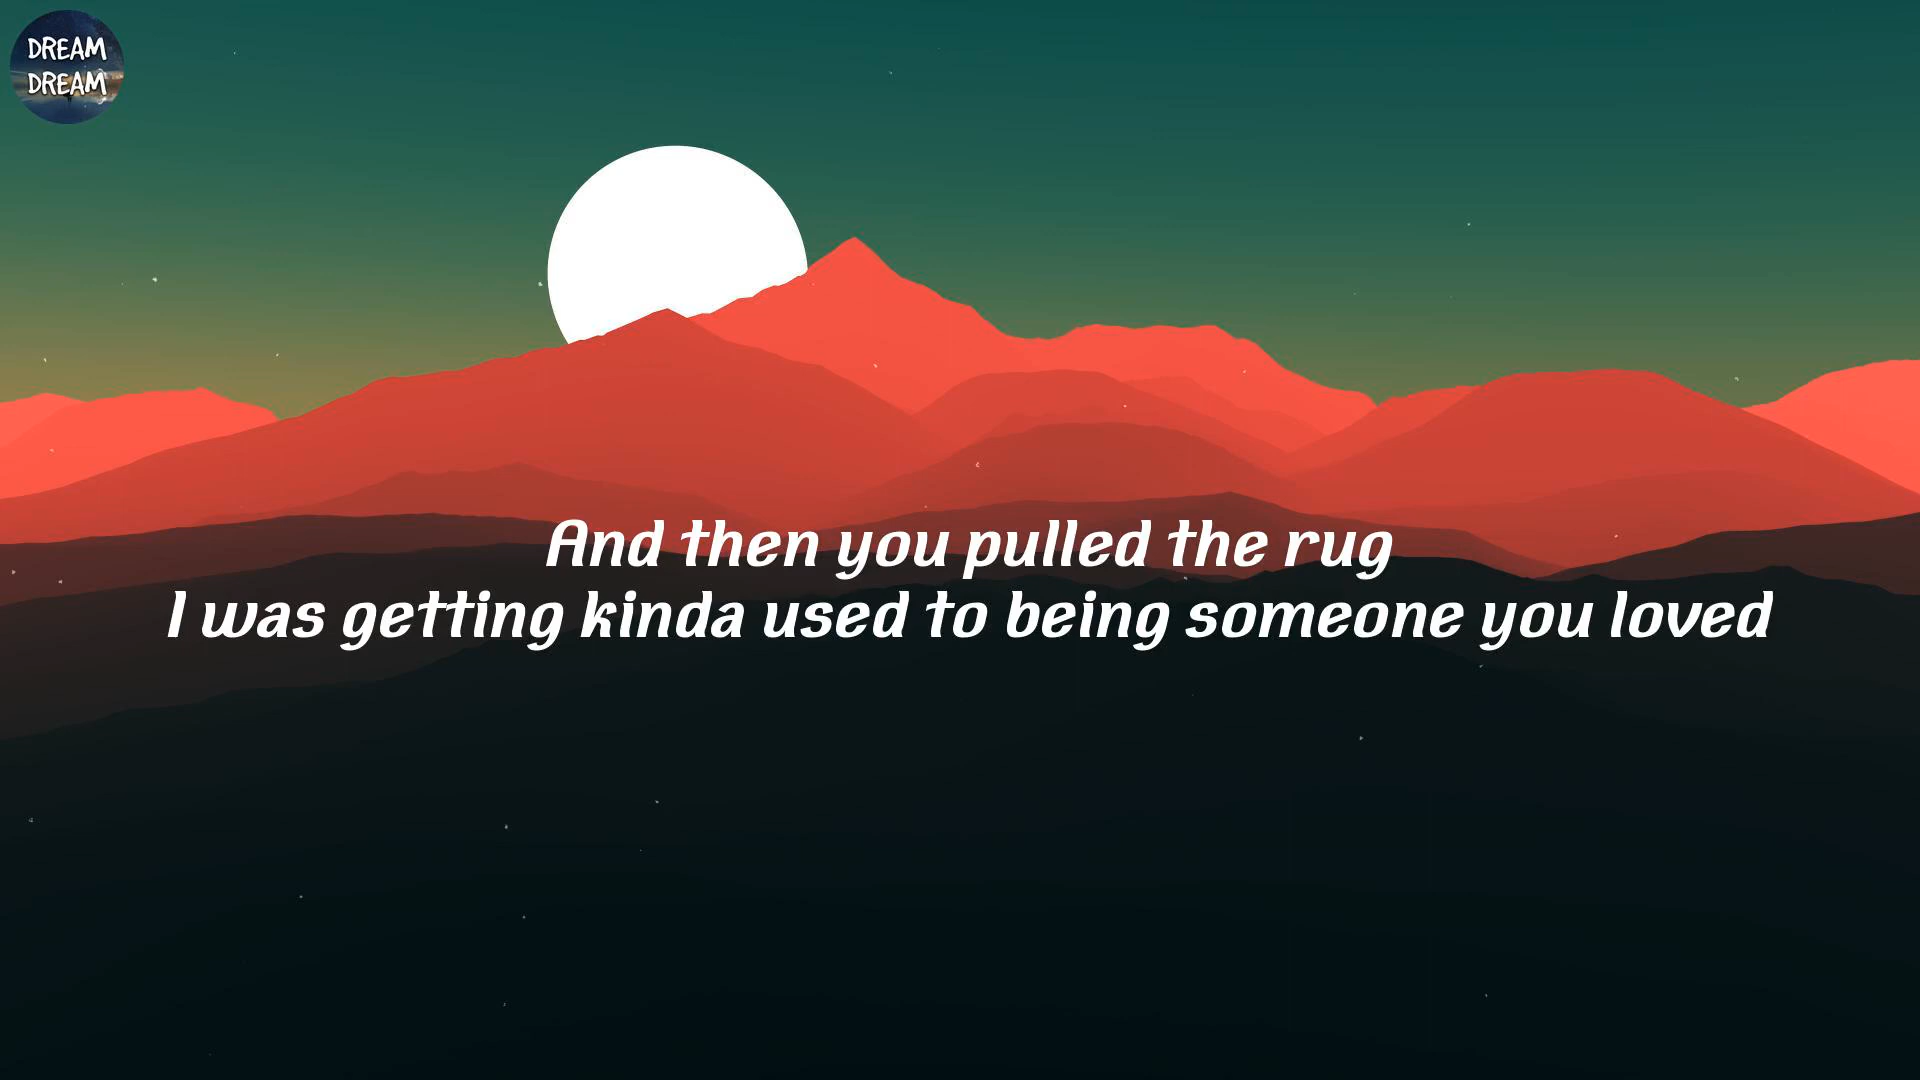 DREAM
DREAM
And then you pulled the rug
I was getting kinda used to being someone you loved